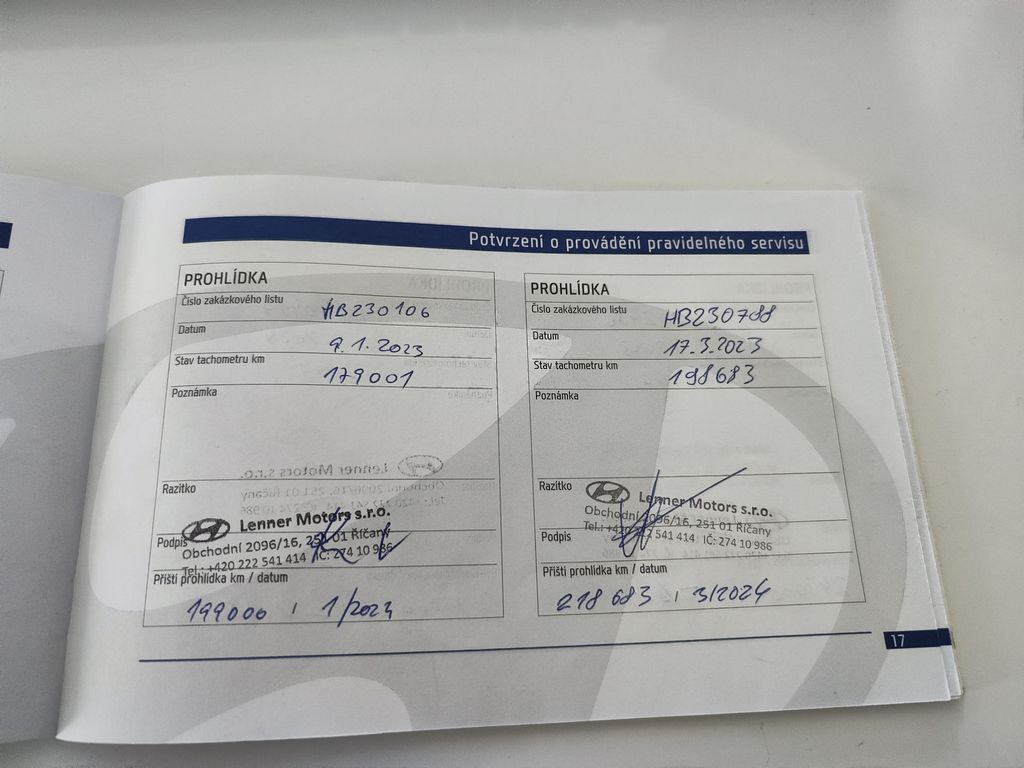 Potvrzení o provádění pravidelného servisu
PROHLÍDKA
Číslo zakázkového listu HB230106
Datum 9.1.2023
Stav tachometru km 179001
Poznámka
Razítko
Lenner Motors s.r.o.
Obchodní 2096/16, 251 01 Říčany
Podpis
Tel.: +420 222 541 414 IČ: 274 10 986
Příští prohlídka km / datum
199000 / 1/2024
PROHLÍDKA
Číslo zakázkového listu HB230788
Datum 17.3.2023
Stav tachometru km 198683
Poznámka
Razítko
Lenner Motors s.r.o.
Obchodní 2096/16, 251 01 Říčany
Podpis
Tel.: +420 222 541 414 IČ: 274 10 986
Příští prohlídka km / datum
218 683 / 3/2024
17